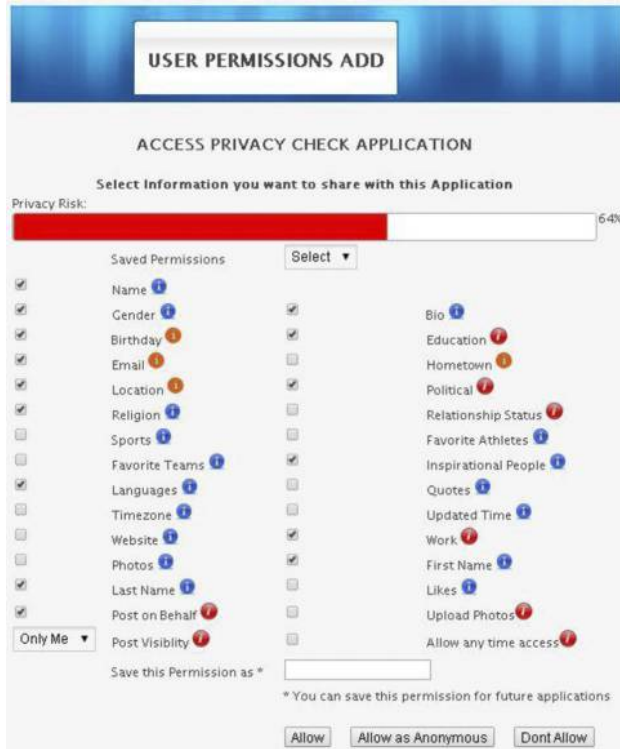 USER PERMISSIONS ADD
ACCESS PRIVACY CHECK APPLICATION
Select Information you want to share with this Application
Privacy Risk:
64%
Saved Permissions Select
Name
Gender Bio
Birthday Education
Email Hometown
Location Political
Religion Relationship Status
Sports Favorite Athletes
Favorite Teams Inspirational People
Languages Quotes
Timezone Updated Time
Website Work
Photos First Name
Last Name Likes
Post on Behalf Upload Photos
Only Me Post Visiblity Allow any time access
Save this Permission as *
* You can save this permission for future applications
Allow Allow as Anonymous Dont Allow